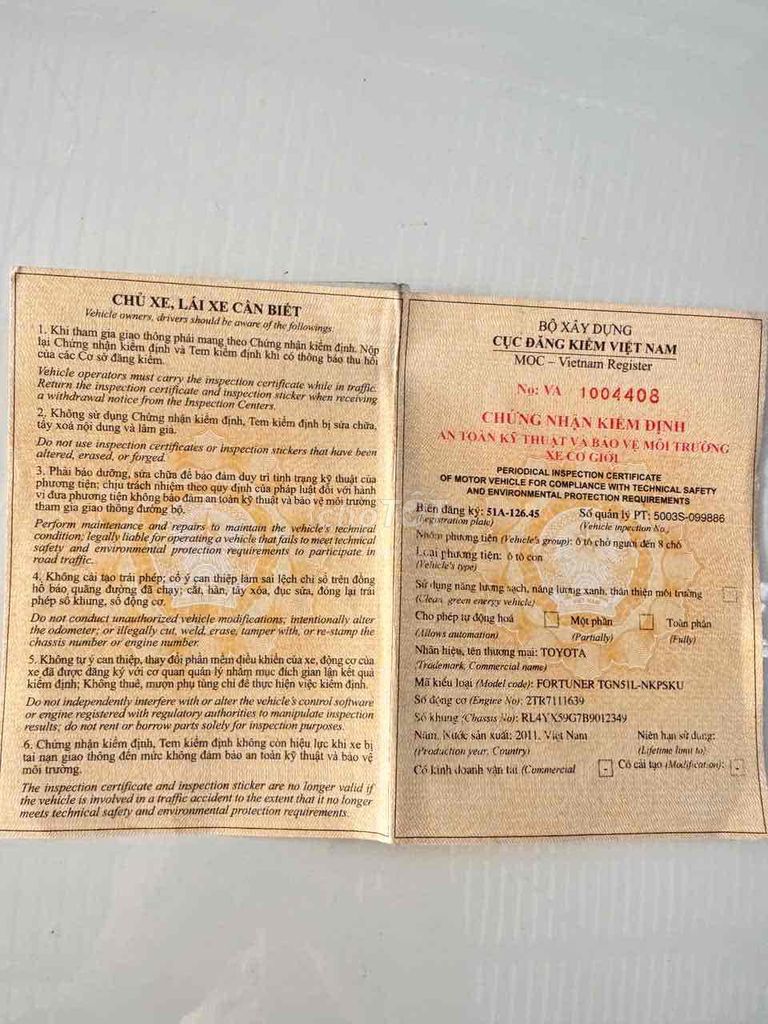 CHỦ XE, LÁI XE CẦN BIẾT
Vehicle owners, drivers should be aware of the followings
1. Khi tham gia giao thông phải mang theo Chứng nhận kiểm định. Nộp
lại Chứng nhận kiểm định và Tem kiểm định khi có thông báo thu hồi
của các Cơ sở đăng kiểm.
Vehicle operators must carry the inspection certificate while in traffic.
Return the inspection certificate and inspection sticker when receiving
a withdrawal notice from the Inspection Centers.
2. Không sử dụng Chứng nhận kiểm định, Tem kiểm định bị sửa chữa,
tẩy xoá nội dung và làm giả.
Do not use inspection certificates or inspection stickers that have been
altered, erased, or forged.
3. Phải bảo dưỡng, sửa chữa để bảo đảm duy trì tình trạng kỹ thuật của
phương tiện; chịu trách nhiệm theo quy định của pháp luật đối với hành
vi đưa phương tiện không bảo đảm an toàn kỹ thuật và bảo vệ môi trường
tham gia giao thông đường bộ.
Perform maintenance and repairs to maintain the vehicle's technical
condition; legally liable for operating a vehicle that fails to meet technical
safety and environmental protection requirements to participate in
road traffic.
4. Không cải tạo trái phép; cố ý can thiệp làm sai lệch chỉ số trên đồng
hồ báo quãng đường đã chạy; cắt, hàn, tẩy xóa, đục sửa, đóng lại trái
phép số khung, số động cơ.
Do not conduct unauthorized vehicle modifications; intentionally alter
the odometer; or illegally cut, weld, erase, tamper with, or re-stamp the
chassis number or engine number.
5. Không tự ý can thiệp, thay đổi phần mềm điều khiển của xe, động cơ của
xe đã được đăng ký với cơ quan quản lý nhằm mục đích gian lận kết quả
kiểm định; Không thuê, mượn phụ tùng chỉ để thực hiện việc kiểm định.
Do not independently interfere with or alter the vehicle's control software
or engine registered with regulatory authorities to manipulate inspection
results; do not rent or borrow parts solely for inspection purposes.
6. Chứng nhận kiểm định, Tem kiểm định không còn hiệu lực khi xe bị
tai nạn giao thông đến mức không đảm bảo an toàn kỹ thuật và bảo vệ
môi trường.
The inspection certificate and inspection sticker are no longer valid if
the vehicle is involved in a traffic accident to the extent that it no longer
meets technical safety and environmental protection requirements.
BỘ XÂY DỰNG
CỤC ĐĂNG KIỂM VIỆT NAM
MOC – Vietnam Register
No: VA 1004408
CHỨNG NHẬN KIỂM ĐỊNH
AN TOÀN KỸ THUẬT VÀ BẢO VỆ MÔI TRƯỜNG
XE CƠ GIỚI
PERIODICAL INSPECTION CERTIFICATE
OF MOTOR VEHICLE FOR COMPLIANCE WITH TECHNICAL SAFETY
AND ENVIRONMENTAL PROTECTION REQUIREMENTS
Biển đăng ký: 51A-126.45 Số quản lý PT: 5003S-099886
(Registration plate) (Vehicle inpection No.)
Nhóm phương tiện (Vehicle's group): ô tô chở người đến 8 chỗ
Loại phương tiện: ô tô con
(Vehicle's type)
Sử dụng năng lượng sạch, năng lượng xanh, thân thiện môi trường
(Clean, green energy vehicle)
Cho phép tự động hoá Một phần Toàn phần
(Allows automation) (Partially) (Fully)
Nhãn hiệu, tên thương mại: TOYOTA
(Trademark, Commercial name)
Mã kiểu loại (Model code): FORTUNER TGN51L-NKPSKU
Số động cơ (Engine No): 2TR7111639
Số khung (Chassis No): RL4YX59G7B9012349
Năm, Nước sản xuất: 2011, Việt Nam Niên hạn sử dụng:
(Production year, Country) (Lifetime limit to)
Có kinh doanh vận tải (Commercial - Có cải tạo (Modification): -